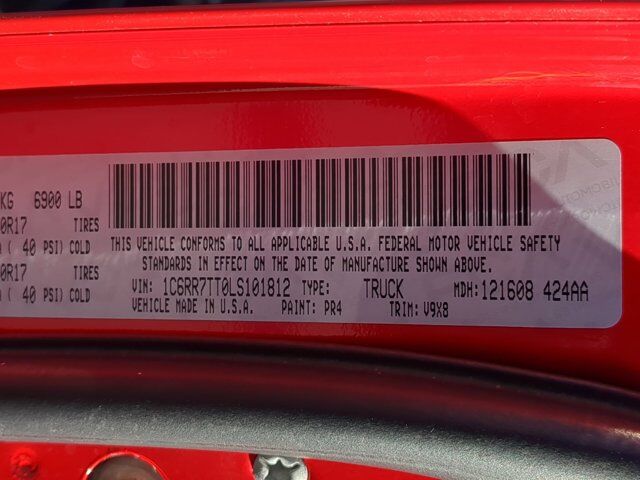 KG 6900 LB
0R17 TIRES
( 40 PSI) COLD
0R17 TIRES
( 40 PSI) COLD
THIS VEHICLE CONFORMS TO ALL APPLICABLE U.S.A. FEDERAL MOTOR VEHICLE SAFETY
STANDARDS IN EFFECT ON THE DATE OF MANUFACTURE SHOWN ABOVE.
VIN: 1C6RR7TT0LS101812 TYPE: TRUCK MDH: 121608 424AA
VEHICLE MADE IN U.S.A. PAINT: PR4 TRIM: V9X8